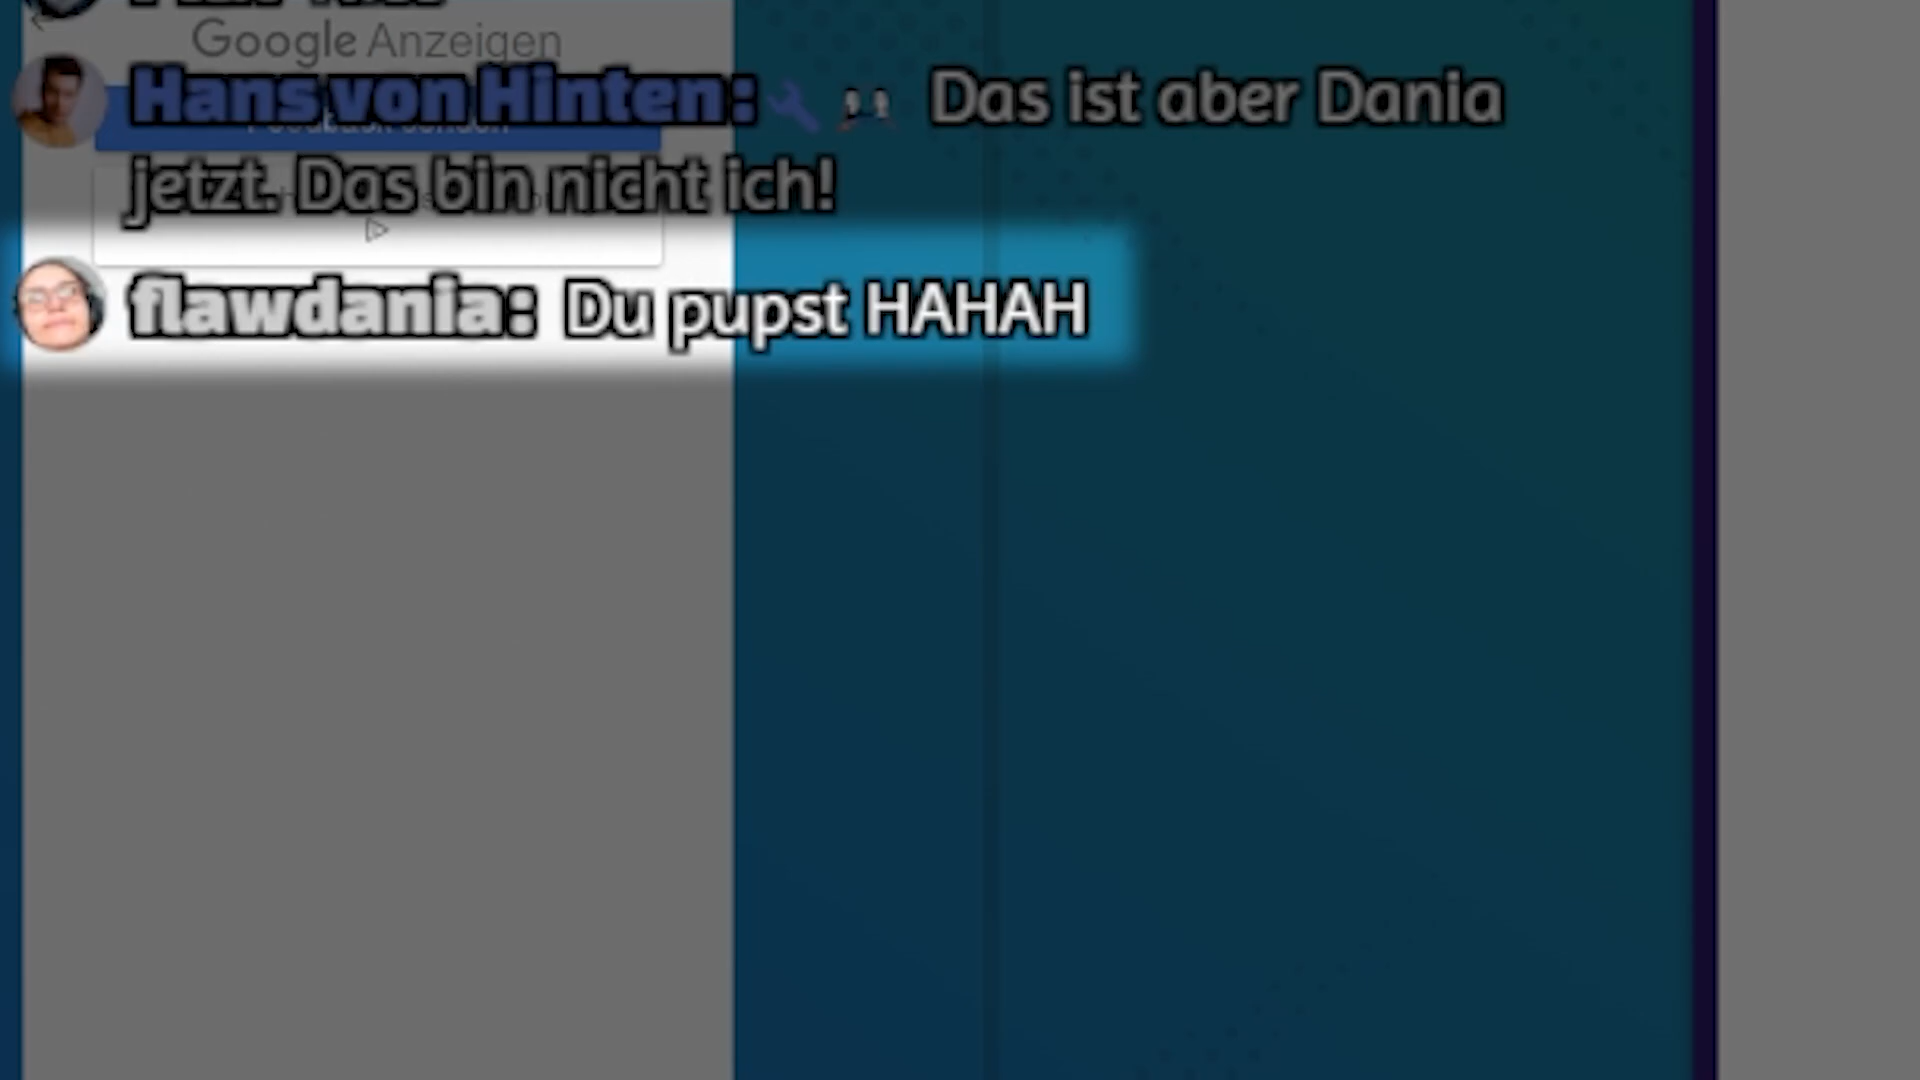 Google Anzeigen
Hans von Hinten: Das ist aber Dania
jetzt. Das bin nicht ich!
flawdania: Du pupst HAHAH